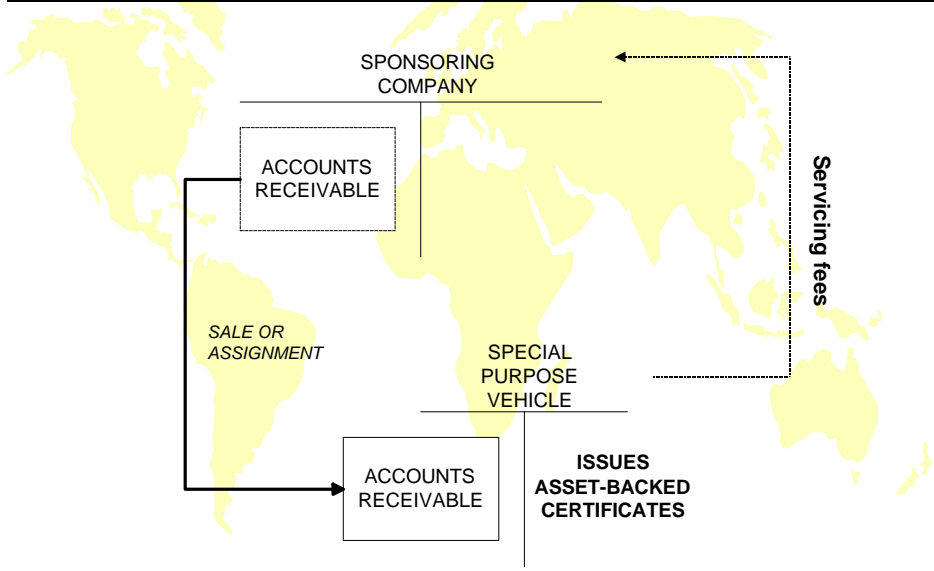 SPONSORING
COMPANY
ACCOUNTS
RECEIVABLE
Servicing fees
SALE OR
ASSIGNMENT
SPECIAL
PURPOSE
VEHICLE
ACCOUNTS
RECEIVABLE
ISSUES
ASSET-BACKED
CERTIFICATES